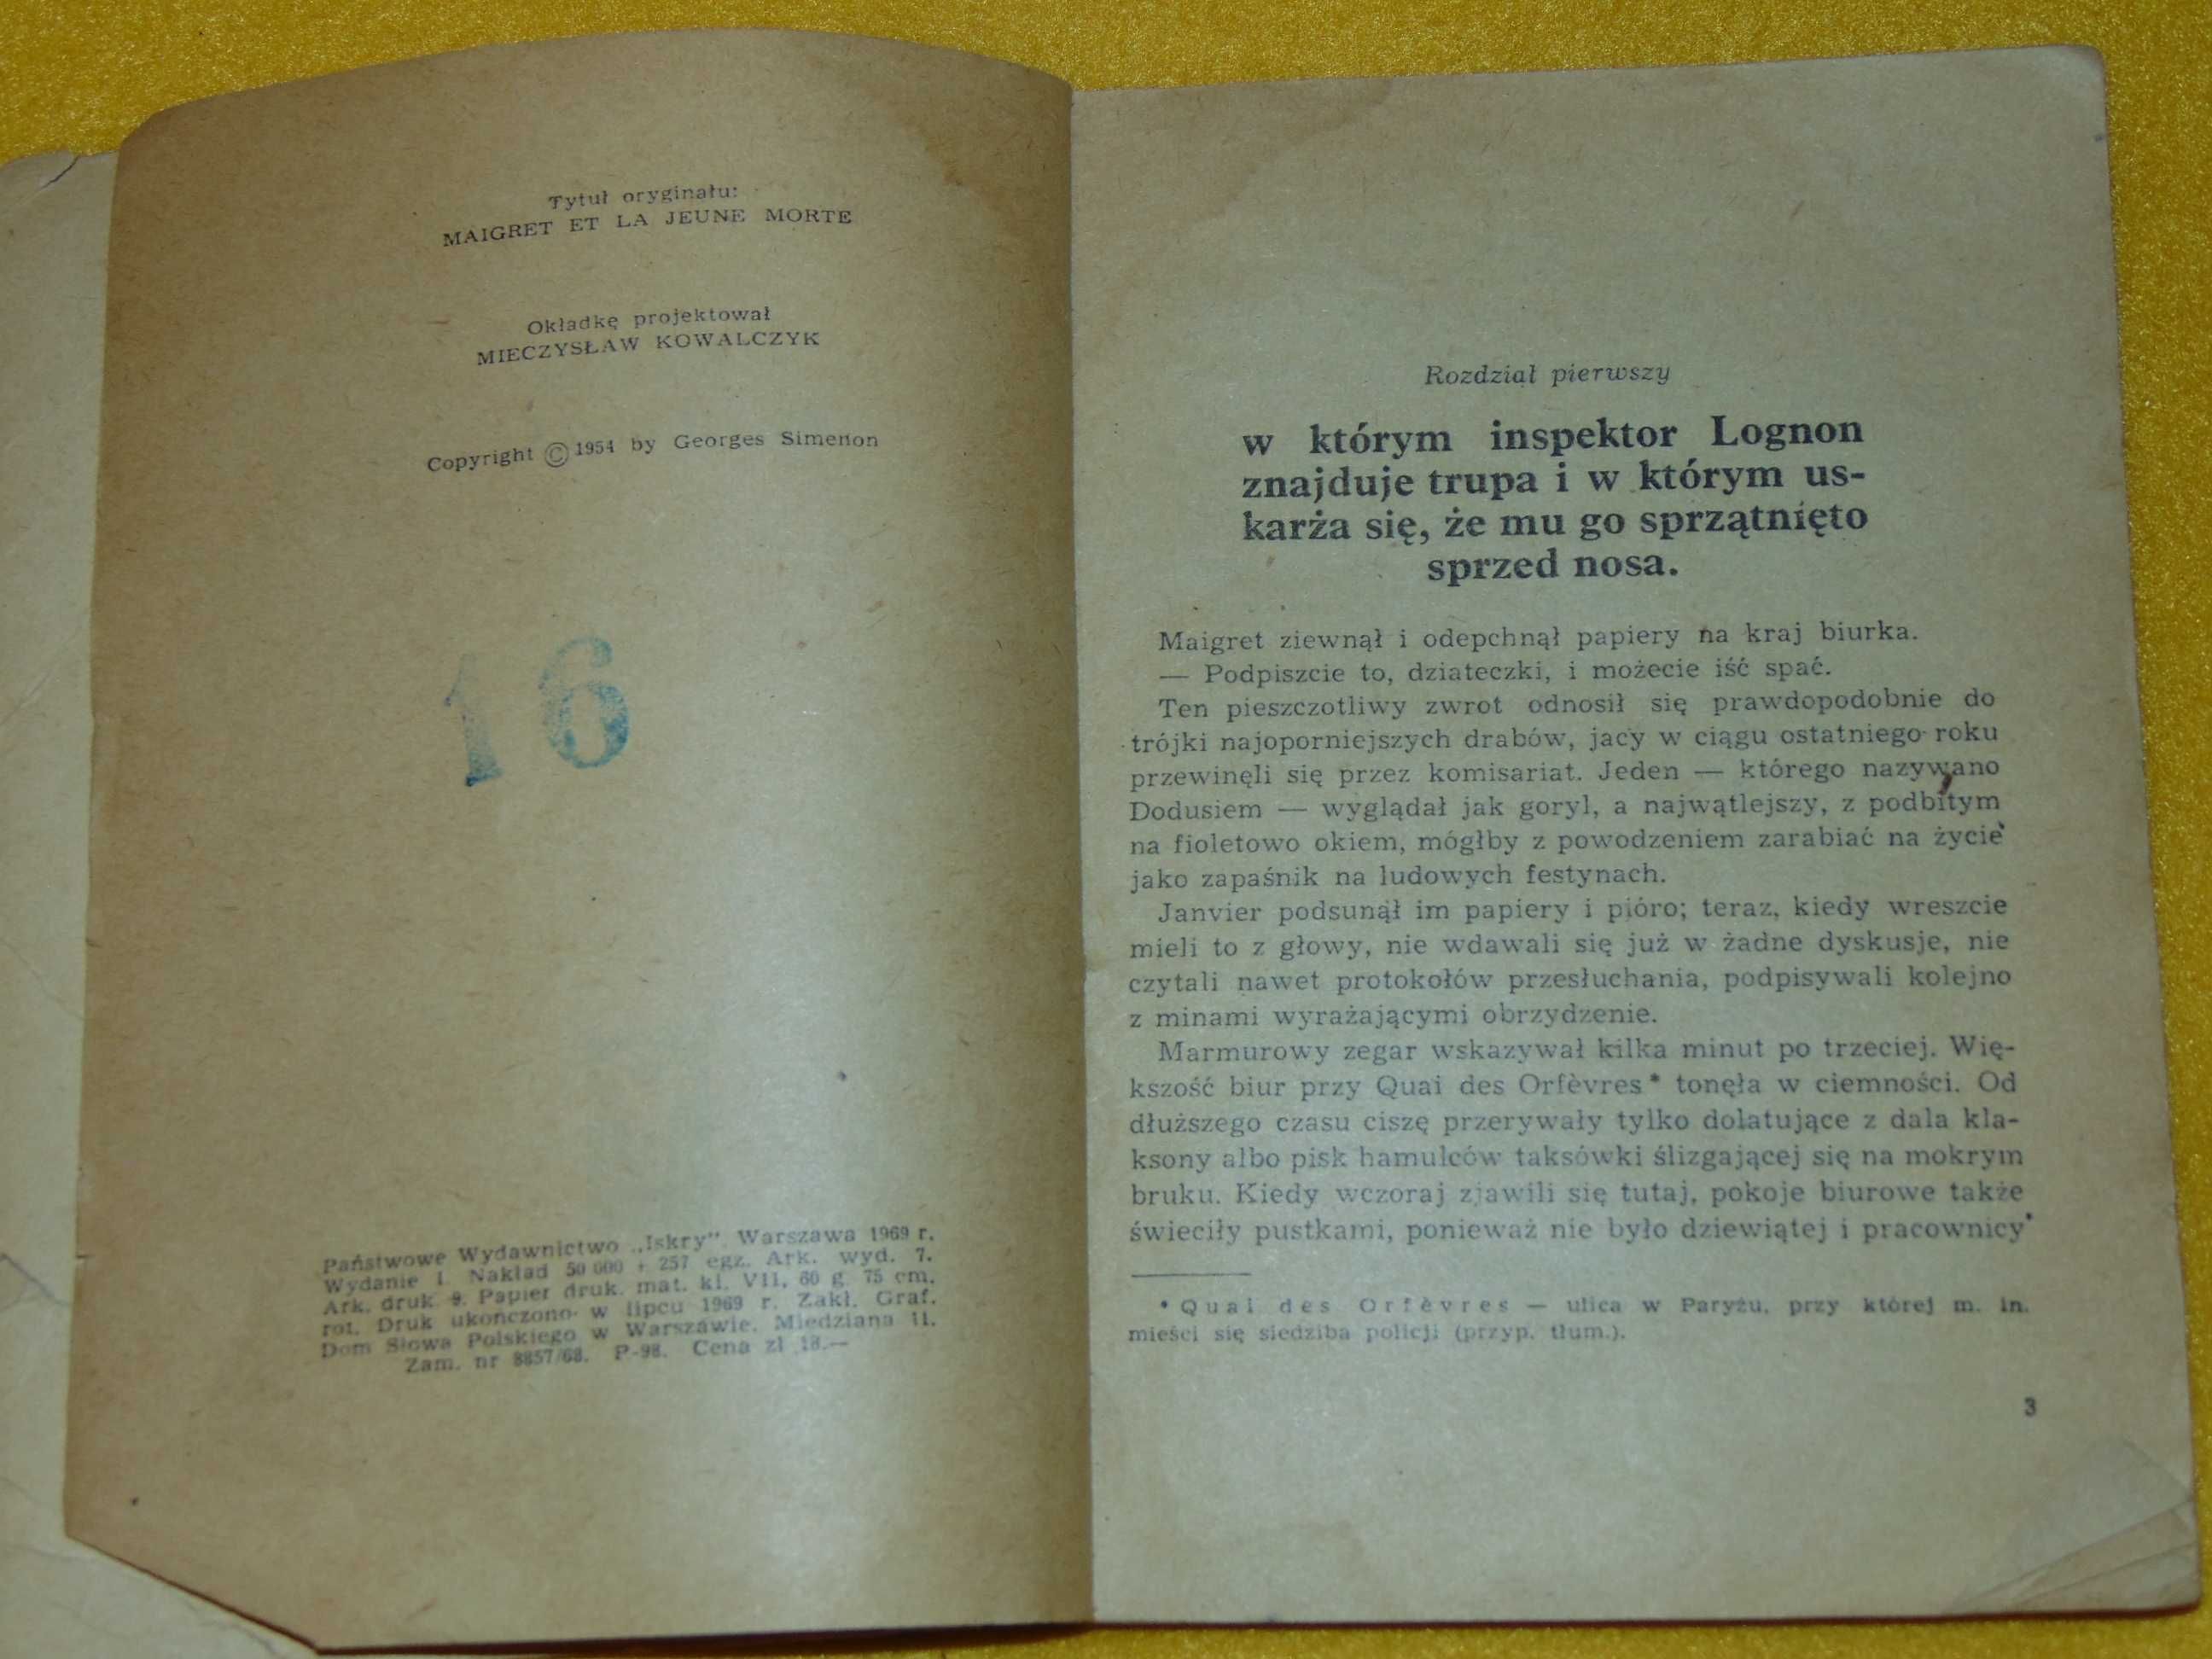 Tytuł oryginału:
MAIGRET ET LA JEUNE MORTE
Okładkę projektował
MIECZYSŁAW KOWALCZYK
Copyright © 1954 by Georges Simenon
16
Państwowe Wydawnictwo „Iskry" Warszawa 1969 r.
Wydanie I. Nakład 50 000 + 257 egz. Ark. wyd. 7.
Ark. druk. 9. Papier druk. mat. kl. VII, 60 g. 75 cm.
rot. Druk ukończono w lipcu 1969 r. Zakł. Graf.
Dom Słowa Polskiego w Warszawie. Miedziana 11.
Zam. nr 8857/68. P-98. Cena zł 18.—
Rozdział pierwszy
w którym inspektor Lognon
znajduje trupa i w którym us-
karża się, że mu go sprzątnięto
sprzed nosa.
Maigret ziewnął i odepchnął papiery na kraj biurka.
— Podpiszcie to, dziateczki, i możecie iść spać.
Ten pieszczotliwy zwrot odnosił się prawdopodobnie do
trójki najoporniejszych drabów, jacy w ciągu ostatniego roku
przewinęli się przez komisariat. Jeden — którego nazywano
Dodusiem — wyglądał jak goryl, a najwątlejszy, z podbitym
na fioletowo okiem, mógłby z powodzeniem zarabiać na życie
jako zapaśnik na ludowych festynach.
Janvier podsunął im papiery i pióro; teraz, kiedy wreszcie
mieli to z głowy, nie wdawali się już w żadne dyskusje, nie
czytali nawet protokołów przesłuchania, podpisywali kolejno
z minami wyrażającymi obrzydzenie.
Marmurowy zegar wskazywał kilka minut po trzeciej. Wię-
kszość biur przy Quai des Orfèvres* tonęła w ciemności. Od
dłuższego czasu ciszę przerywały tylko dolatujące z dala kla-
ksony albo pisk hamulców taksówki ślizgającej się na mokrym
bruku. Kiedy wczoraj zjawili się tutaj, pokoje biurowe także
świeciły pustkami, ponieważ nie było dziewiątej i pracownicy
* Quai des Orfèvres — ulica w Paryżu, przy której m. in.
mieści się siedziba policji (przyp. tłum.).
3